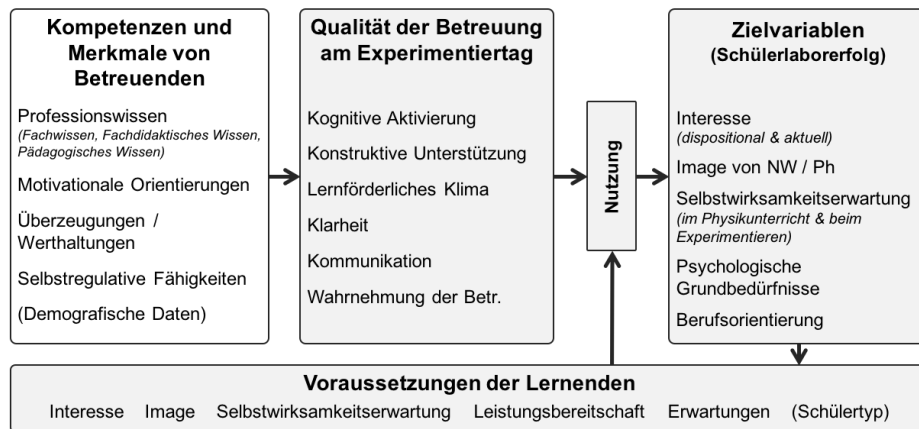 Kompetenzen und
Merkmale von
Betreuenden
Professionswissen
(Fachwissen, Fachdidaktisches Wissen,
Pädagogisches Wissen)
Motivationale Orientierungen
Überzeugungen /
Werthaltungen
Selbstregulative Fähigkeiten
(Demografische Daten)
Qualität der Betreuung
am Experimentiertag
Kognitive Aktivierung
Konstruktive Unterstützung
Lernförderliches Klima
Klarheit
Kommunikation
Wahrnehmung der Betr.
Nutzung
Zielvariablen
(Schülerlaborerfolg)
Interesse
(dispositional & aktuell)
Image von NW / Ph
Selbstwirksamkeitserwartung
(im Physikunterricht & beim
Experimentieren)
Psychologische
Grundbedürfnisse
Berufsorientierung
Voraussetzungen der Lernenden
Interesse Image Selbstwirksamkeitserwartung Leistungsbereitschaft Erwartungen (Schülertyp)